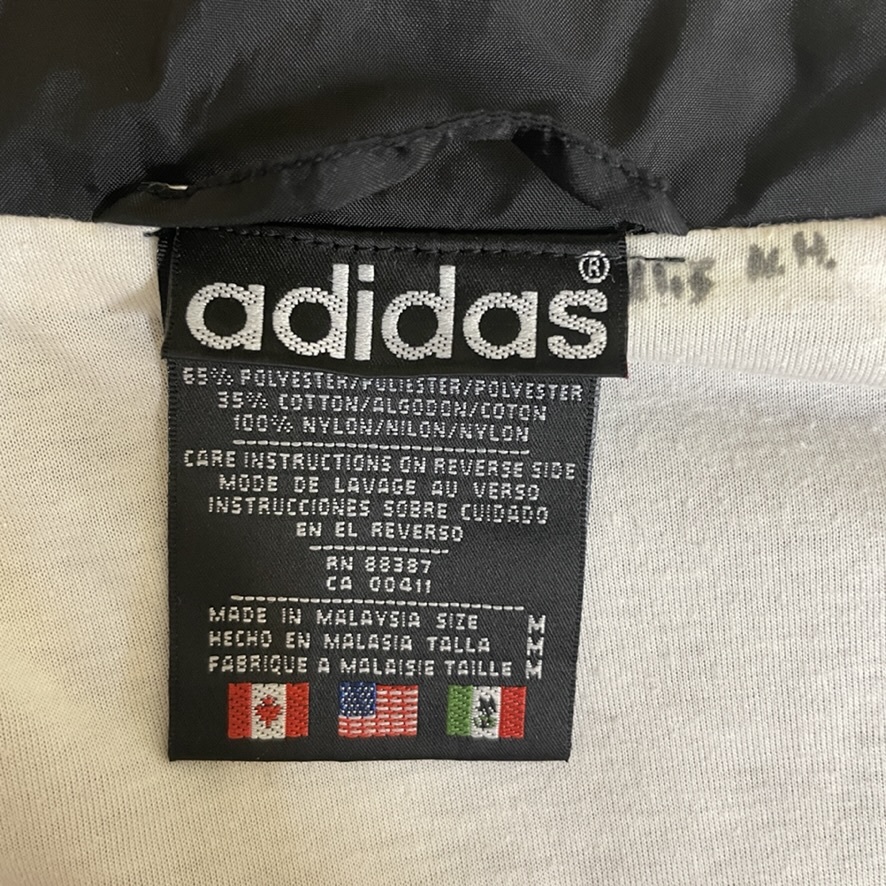 adidas®
65% POLYESTER/POLIESTER/POLYESTER
35% COTTON/ALGODON/COTON
100% NYLON/NILON/NYLON
CARE INSTRUCTIONS ON REVERSE SIDE
MODE DE LAVAGE AU VERSO
INSTRUCCIONES SOBRE CUIDADO
EN EL REVERSO
RN 88387
CA 00411
MADE IN MALAYSIA SIZE M
HECHO EN MALASIA TALLA M
FABRIQUE A MALAISIE TAILLE M